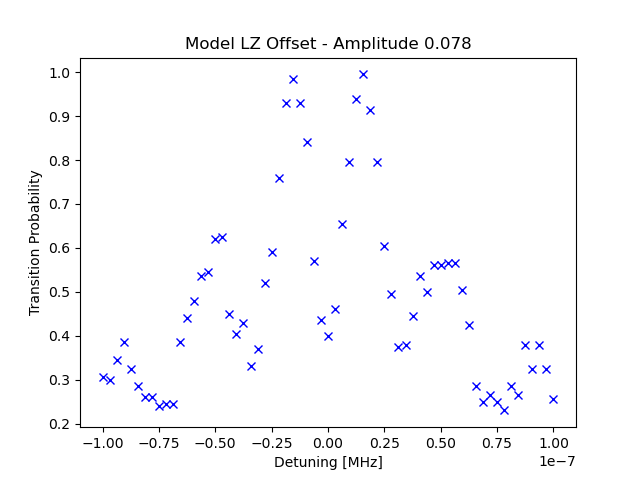 Model LZ Offset - Amplitude 0.078
Transition Probability
1.0
0.9
0.8
0.7
0.6
0.5
0.4
0.3
0.2
−1.00 −0.75 −0.50 −0.25 0.00 0.25 0.50 0.75 1.00
1e−7
Detuning [MHz]